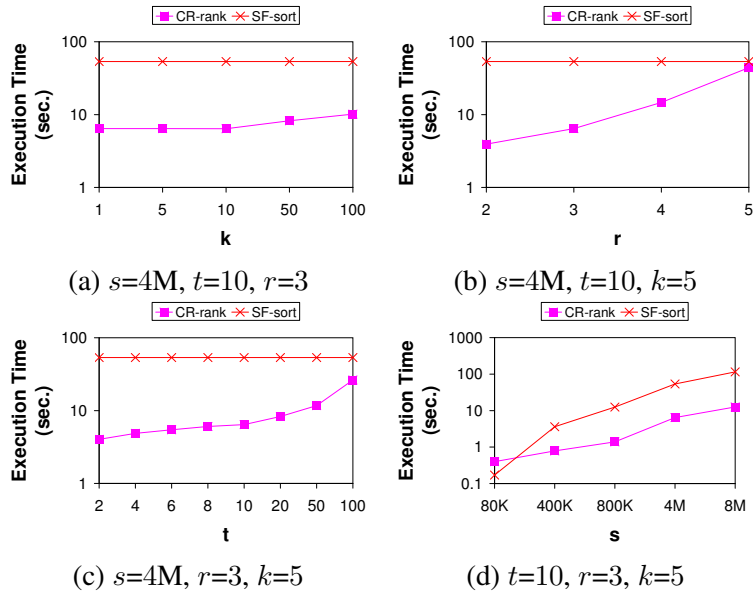 CR-rank SF-sort
100
10
1
Execution Time
(sec.)
1 5 10 50 100
k
(a) s=4M, t=10, r=3
CR-rank SF-sort
100
10
1
Execution Time
(sec.)
2 3 4 5
r
(b) s=4M, t=10, k=5
CR-rank SF-sort
100
10
1
Execution Time
(sec.)
2 4 6 8 10 20 50 100
t
(c) s=4M, r=3, k=5
CR-rank SF-sort
1000
100
10
1
0.1
Execution Time
(sec.)
80K 400K 800K 4M 8M
s
(d) t=10, r=3, k=5